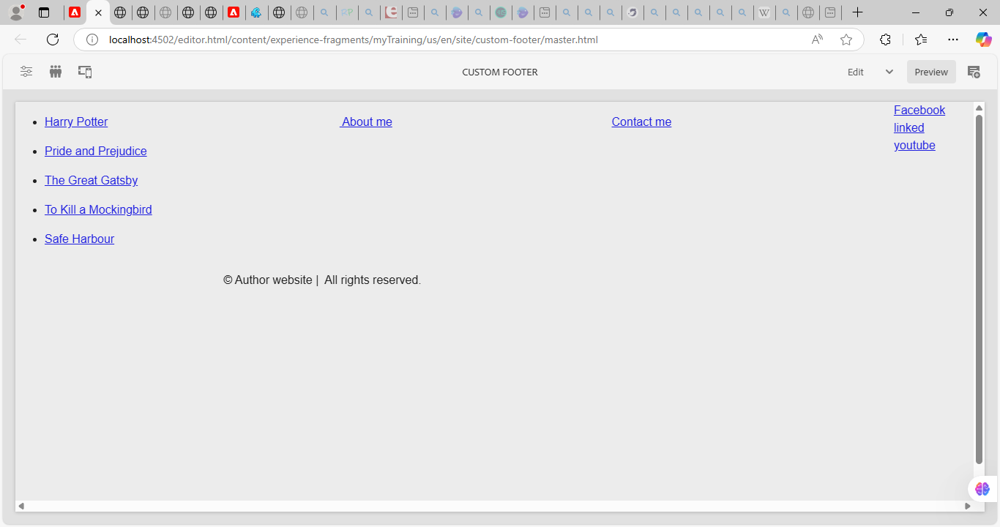 localhost:4502/editor.html/content/experience-fragments/myTraining/us/en/site/custom-footer/master.html
CUSTOM FOOTER
Edit
Preview
• Harry Potter
About me
Contact me
Facebook
linked
youtube
• Pride and Prejudice
• The Great Gatsby
• To Kill a Mockingbird
• Safe Harbour
© Author website | All rights reserved.